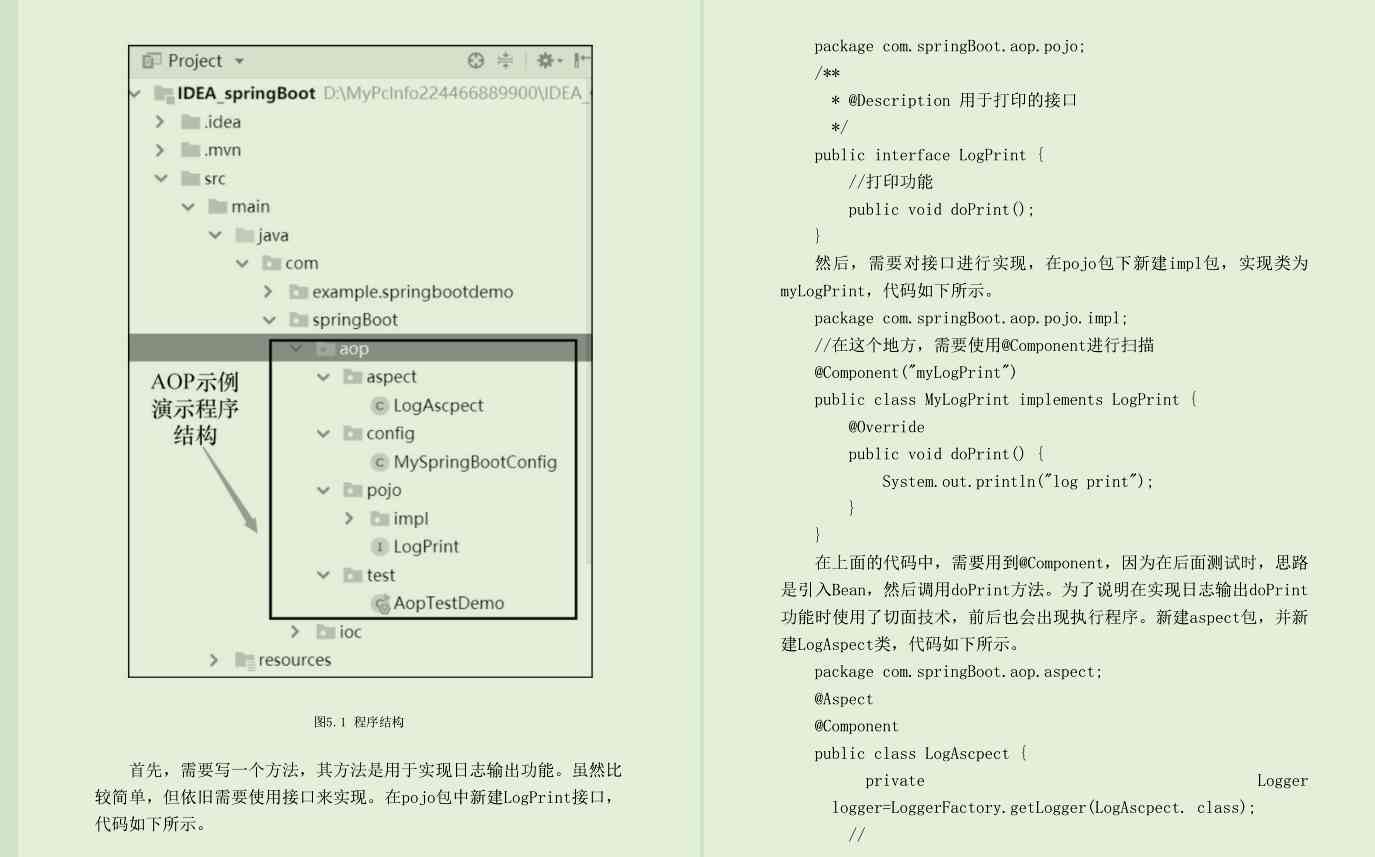 Project
IDEA_springBoot D:\MyPcInfo224466889900\IDEA_
.idea
.mvn
src
main
java
com
example.springbootdemo
springBoot
aop
aspect
LogAscpect
config
MySpringBootConfig
pojo
impl
LogPrint
test
AopTestDemo
ioc
resources
AOP示例
演示程序
结构
图5.1 程序结构
首先，需要写一个方法，其方法是用于实现日志输出功能。虽然比
较简单，但依旧需要使用接口来实现。在pojo包中新建LogPrint接口，
代码如下所示。
package com.springBoot.aop.pojo;
/**
* @Description 用于打印的接口
*/
public interface LogPrint {
//打印功能
public void doPrint();
}
然后，需要对接口进行实现，在pojo包下新建impl包，实现类为
myLogPrint，代码如下所示。
package com.springBoot.aop.pojo.impl;
//在这个地方，需要使用@Component进行扫描
@Component("myLogPrint")
public class MyLogPrint implements LogPrint {
@Override
public void doPrint() {
System.out.println("log print");
}
}
在上面的代码中，需要用到@Component，因为在后面测试时，思路
是引入Bean，然后调用doPrint方法。为了说明在实现日志输出doPrint
功能时使用了切面技术，前后也会出现执行程序。新建aspect包，并新
建LogAspect类，代码如下所示。
package com.springBoot.aop.aspect;
@Aspect
@Component
public class LogAscpect {
private Logger
logger=LoggerFactory.getLogger(LogAscpect. class);
//